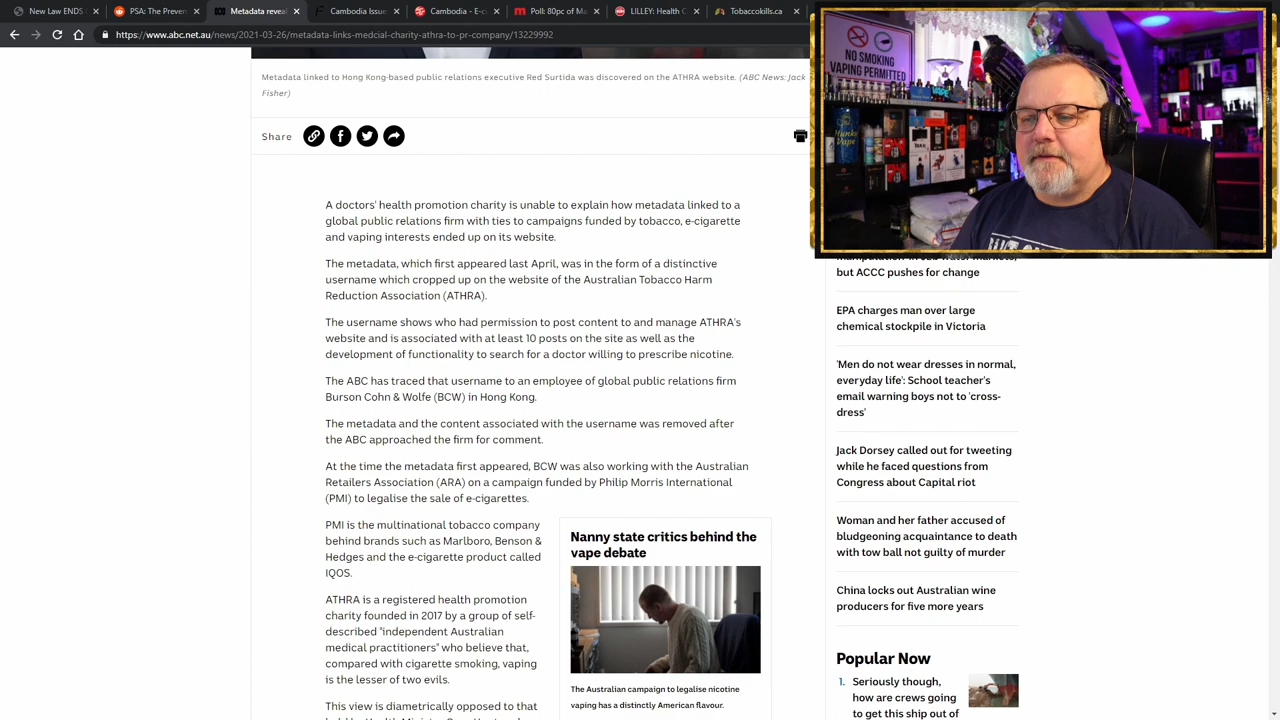 New Law END
PSA: The Preven
Metadata revea
Contact Us
Google
Philip Morris Ma
LILLEY: Health C
Tobaccotalk.ca
https://www.abc.net.au/news/2021-03-26/metadata-links-medical-charity-athra-to-pr-company/13229992
Metadata linked to Hong Kong-based public relations executive Red Surtida was discovered on the ATHRA website. (ABC News: Jack
Fisher)
Share
A doctors' health promotion charity is unable to explain how metadata linked to a
global public relations firm with ties to campaigns funded by tobacco, e-cigarette
and vaping interests ended up on its website.
The metadata, which first appeared last April, was in the form of a distinctive
username which cropped up on the website of the Australian Tobacco Harm
Reduction Association (ATHRA).
The username shows who had permission to post content to and manage ATHRA's
website and is associated with at least 10 posts on the site as well as the
development of functionality to search for a doctor willing to prescribe nicotine.
The ABC has traced that username to an employee of global public relations firm
Burson Cohn & Wolfe (BCW) in Hong Kong.
The metadata and the content associated with the username was removed after
the ABC approached the firm for comment.
At the time the metadata first appeared, BCW was also working with the Australian
Retailers Association (ARA) on a campaign funded by Philip Morris International
(PMI) to legalise the sale of e-cigarettes.
PMI is the multinational tobacco company
behind brands such as Marlboro, Benson &
Hedges and the e-cigarette product called
IQOS.
ATHRA is a registered health promotion
charity founded in 2017 by a group of self-
described "independent Australian
medical practitioners" who believe that,
compared with cigarette smoking, vaping
is the lesser of two evils.
This view is diametrically opposed to that
Nanny state critics behind the
vape debate
The Australian campaign to legalise nicotine
vaping has a distinctly American flavour.
NO SMOKING
VAPING PERMITTED
VAPE
Hunky
Vape
but ACCC pushes for change
EPA charges man over large
chemical stockpile in Victoria
'Men do not wear dresses in normal,
everyday life': School teacher's
email warning boys not to 'cross-
dress'
Jack Dorsey called out for tweeting
while he faced questions from
Congress about Capital riot
Woman and her father accused of
bludgeoning acquaintance to death
with tow ball not guilty of murder
China locks out Australian wine
producers for five more years
Popular Now
1. Seriously though,
how are crews going
to get this ship out of